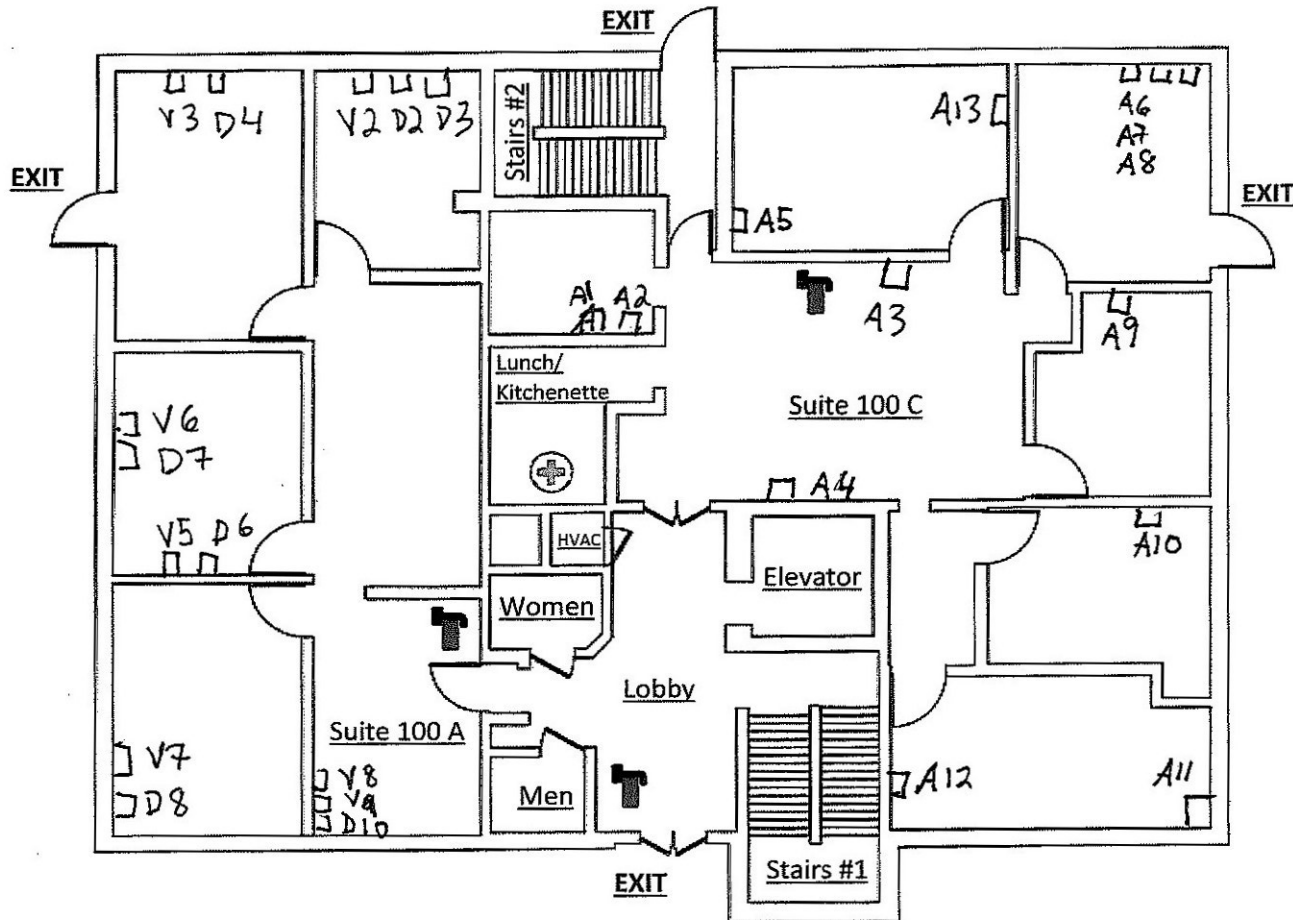 EXIT
V3 D4
V2 D2 D3
Stairs #2
A13
A6
A7
A8
EXIT
EXIT
A5
A1 A2
A3
A9
Lunch/
Kitchenette
Suite 100 C
V6
D7
A4
V5 D6
HVAC
A10
Elevator
Women
Lobby
Suite 100 A
V7
D8
V8
V9
D10
Men
A12
A11
Stairs #1
EXIT